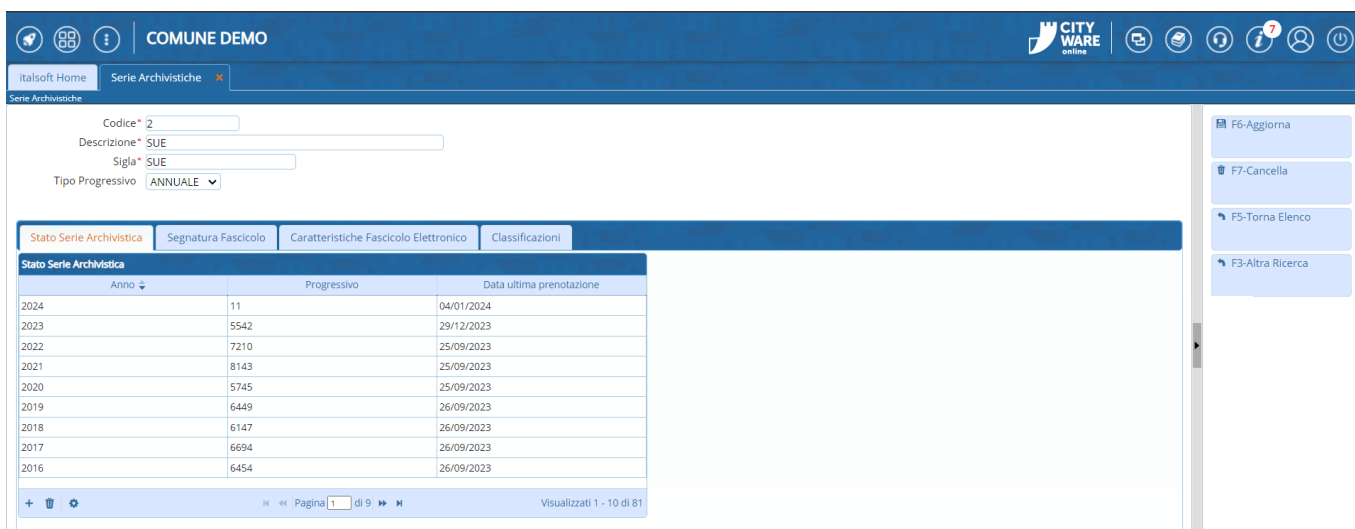 COMUNE DEMO
CITY WARE online
7
italsoft Home
Serie Archivistiche ×
Serie Archivistiche
Codice* 2
Descrizione* SUE
Sigla* SUE
Tipo Progressivo ANNUALE
F6-Aggiorna
F7-Cancella
F5-Torna Elenco
F3-Altra Ricerca
Stato Serie Archivistica Segnatura Fascicolo Caratteristiche Fascicolo Elettronico Classificazioni
Stato Serie Archivistica
Anno Progressivo Data ultima prenotazione
2024 11 04/01/2024
2023 5542 29/12/2023
2022 7210 25/09/2023
2021 8143 25/09/2023
2020 5745 25/09/2023
2019 6449 26/09/2023
2018 6147 26/09/2023
2017 6694 26/09/2023
2016 6454 26/09/2023
Pagina 1 di 9 Visualizzati 1 - 10 di 81